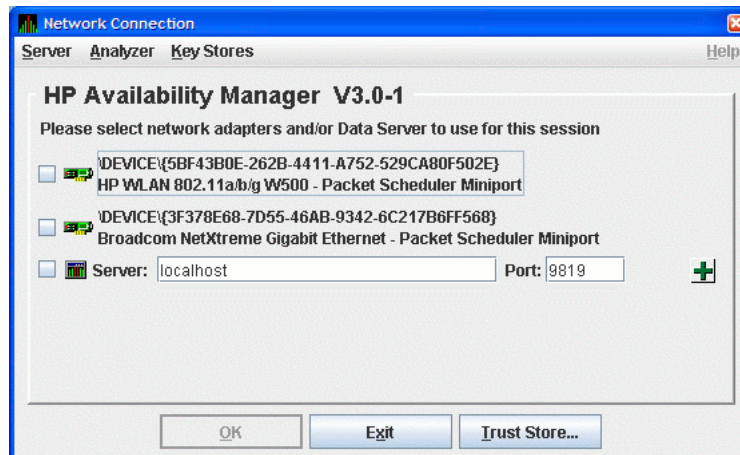 Network Connection
Server Analyzer Key Stores Help
HP Availability Manager V3.0-1
Please select network adapters and/or Data Server to use for this session
\DEVICE\{5BF43B0E-262B-4411-A752-529CA80F502E}
HP WLAN 802.11a/b/g W500 - Packet Scheduler Miniport
\DEVICE\{3F378E68-7D55-46AB-9342-6C217B6FF568}
Broadcom NetXtreme Gigabit Ethernet - Packet Scheduler Miniport
Server: localhost Port: 9819
OK Exit Trust Store...